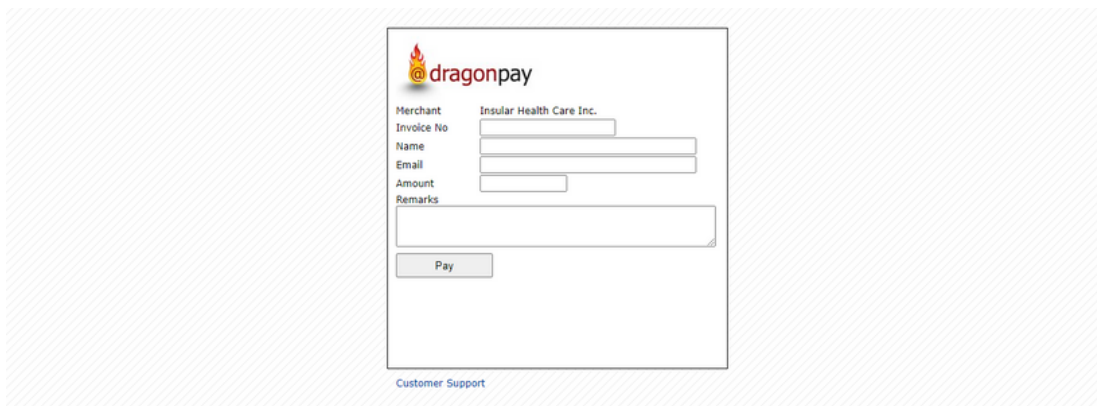 @dragonpay
Merchant Insular Health Care Inc.
Invoice No
Name
Email
Amount
Remarks
Pay
Customer Support